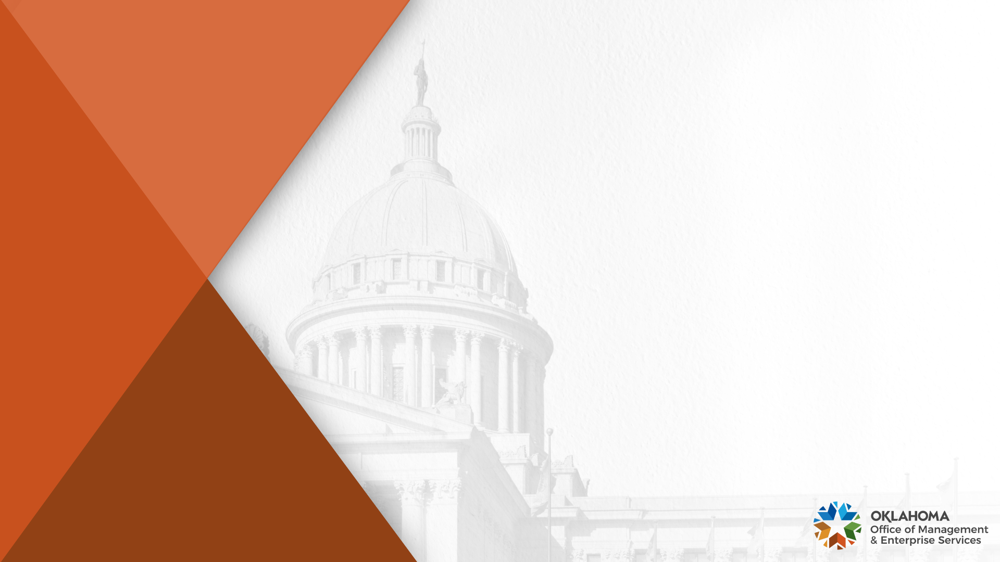 OKLAHOMA
Office of Management
& Enterprise Services